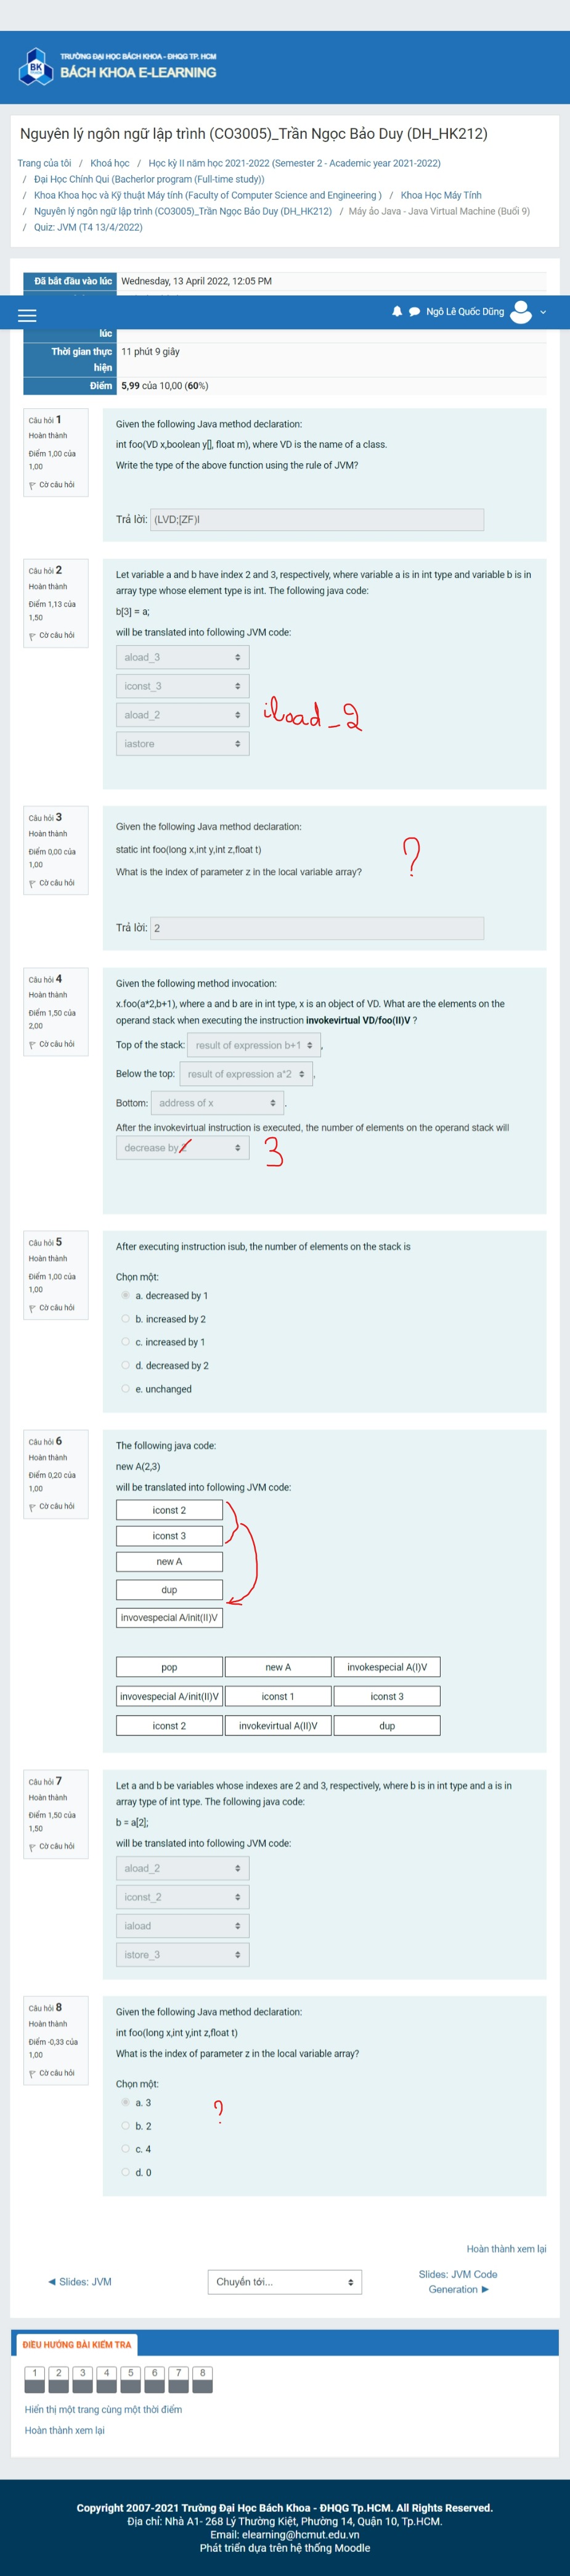 TRƯỜNG ĐẠI HỌC BÁCH KHOA - ĐHQG TP. HCM
BK
BÁCH KHOA E-LEARNING
Nguyên lý ngôn ngữ lập trình (CO3005)_Trần Ngọc Bảo Duy (DH_HK212)
Trang của tôi / Khoá học / Học kỳ II năm học 2021-2022 (Semester 2 - Academic year 2021-2022)
/ Đại Học Chính Qui (Bacherlor program (Full-time study))
/ Khoa Khoa học và Kỹ thuật Máy tính (Faculty of Computer Science and Engineering ) / Khoa Học Máy Tính
/ Nguyên lý ngôn ngữ lập trình (CO3005)_Trần Ngọc Bảo Duy (DH_HK212) / Máy ảo Java - Java Virtual Machine (Buổi 9)
/ Quiz: JVM (T4 13/4/2022)
Đã bắt đầu vào lúc Wednesday, 13 April 2022, 12:05 PM
Ngô Lê Quốc Dũng
lúc
Thời gian thực 11 phút 9 giây
hiện
Điểm 5,99 của 10,00 (60%)
Câu hỏi 1
Hoàn thành
Điểm 1,00 của
1,00
Cờ câu hỏi
Given the following Java method declaration:
int foo(VD x,boolean y[], float m), where VD is the name of a class.
Write the type of the above function using the rule of JVM?
Trả lời: (LVD;[ZF)I
Câu hỏi 2
Hoàn thành
Điểm 1,13 của
1,50
Cờ câu hỏi
Let variable a and b have index 2 and 3, respectively, where variable a is in int type and variable b is in
array type whose element type is int. The following java code:
b[3] = a;
will be translated into following JVM code:
aload_3
iconst_3
aload_2 iload_2
iastore
Câu hỏi 3
Hoàn thành
Điểm 0,00 của
1,00
Cờ câu hỏi
Given the following Java method declaration:
static int foo(long x,int y,int z,float t)
What is the index of parameter z in the local variable array?
?
Trả lời: 2
Câu hỏi 4
Hoàn thành
Điểm 1,50 của
2,00
Cờ câu hỏi
Given the following method invocation:
x.foo(a*2,b+1), where a and b are in int type, x is an object of VD. What are the elements on the
operand stack when executing the instruction invokevirtual VD/foo(II)V ?
Top of the stack: result of expression b+1 ,
Below the top: result of expression a*2 ,
Bottom: address of x .
After the invokevirtual instruction is executed, the number of elements on the operand stack will
decrease by 2 3
Câu hỏi 5
Hoàn thành
Điểm 1,00 của
1,00
Cờ câu hỏi
After executing instruction isub, the number of elements on the stack is
Chọn một:
a. decreased by 1
b. increased by 2
c. increased by 1
d. decreased by 2
e. unchanged
Câu hỏi 6
Hoàn thành
Điểm 0,20 của
1,00
Cờ câu hỏi
The following java code:
new A(2,3)
will be translated into following JVM code:
iconst 2
iconst 3
new A
dup
invovespecial A/init(II)V
pop new A invokespecial A(I)V
invovespecial A/init(II)V iconst 1 iconst 3
iconst 2 invokevirtual A(II)V dup
Câu hỏi 7
Hoàn thành
Điểm 1,50 của
1,50
Cờ câu hỏi
Let a and b be variables whose indexes are 2 and 3, respectively, where b is in int type and a is in
array type of int type. The following java code:
b = a[2];
will be translated into following JVM code:
aload_2
iconst_2
iaload
istore_3
Câu hỏi 8
Hoàn thành
Điểm -0,33 của
1,00
Cờ câu hỏi
Given the following Java method declaration:
int foo(long x,int y,int z,float t)
What is the index of parameter z in the local variable array?
Chọn một:
a. 3
?
b. 2
c. 4
d. 0
Hoàn thành xem lại
◄ Slides: JVM
Chuyển tới...
Slides: JVM Code
Generation ►
ĐIỀU HƯỚNG BÀI KIỂM TRA
1 2 3 4 5 6 7 8
Hiển thị một trang cùng một thời điểm
Hoàn thành xem lại
Copyright 2007-2021 Trường Đại Học Bách Khoa - ĐHQG Tp.HCM. All Rights Reserved.
Địa chỉ: Nhà A1- 268 Lý Thường Kiệt, Phường 14, Quận 10, Tp.HCM.
Email: elearning@hcmut.edu.vn
Phát triển dựa trên hệ thống Moodle